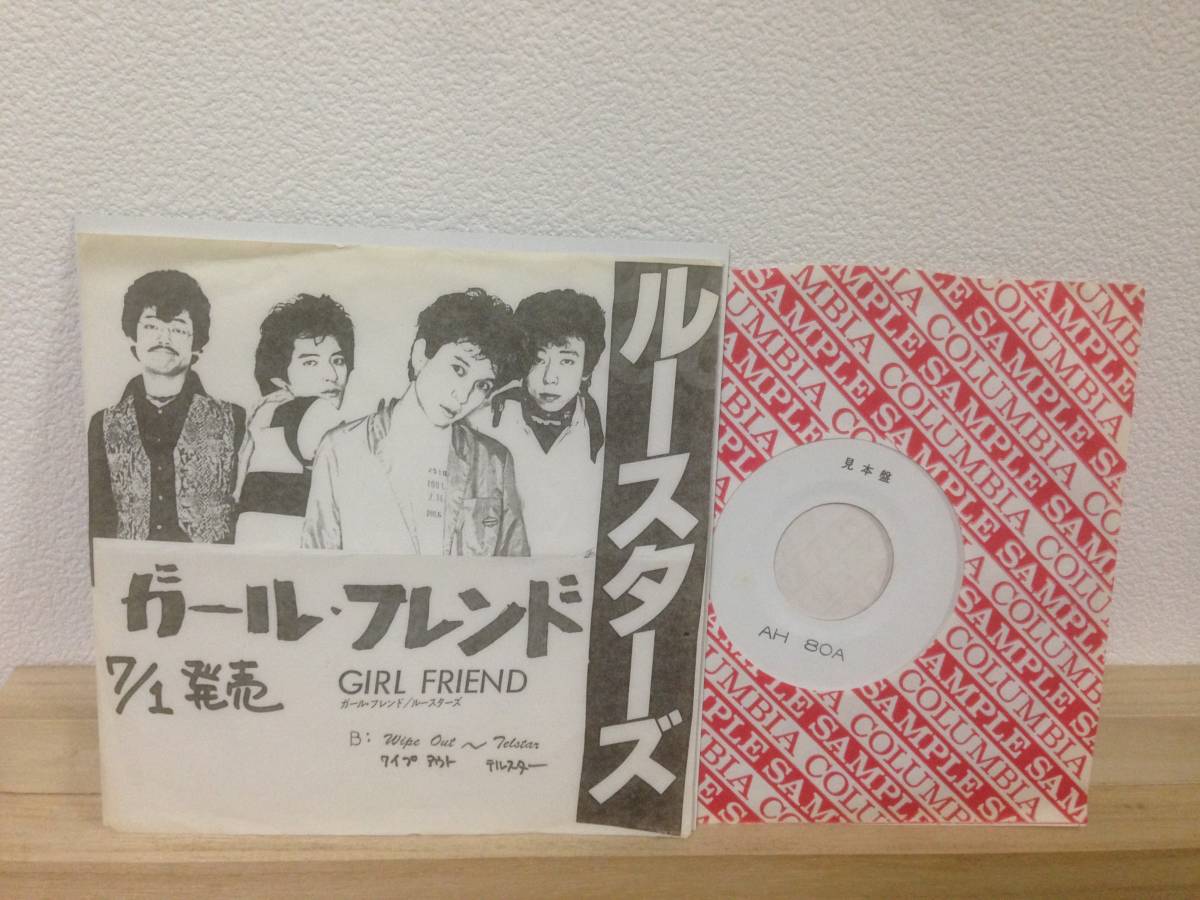 ルースターズ
ガール・フレンド
7/1 発売
GIRL FRIEND
ガール・フレンド/ルースターズ
B: Wipe Out 〜 Telstar
ワイプ アウト テルスター
見本盤
AH 80A
COLUMBIA SAMPLE